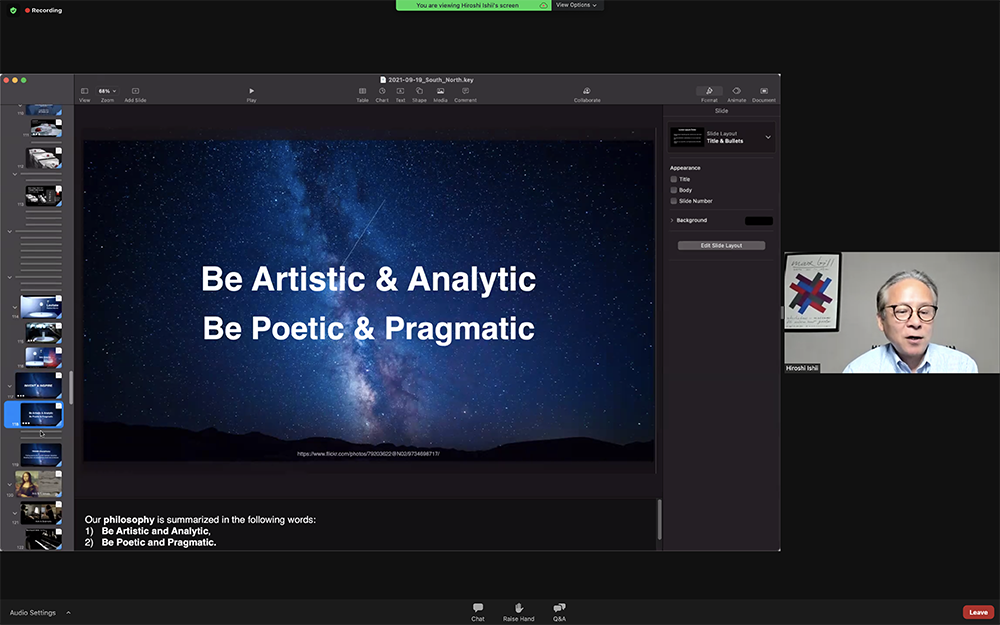 Recording
You are viewing Hiroshi Ishii's screen
View Options
2021-09-19_South_North.key
66%
View
Zoom
Add Slide
Play
Table
Chart
Text
Shape
Media
Comment
Collaborate
Format
Animate
Document
Slide
Slide Layout
Title & Bullets
Appearance
Title
Body
Slide Number
Background
Edit Slide Layout
Be Artistic & Analytic
Be Poetic & Pragmatic
https://www.flickr.com/photos/79203622@N02/9734698717/
Our philosophy is summarized in the following words:
1) Be Artistic and Analytic,
2) Be Poetic and Pragmatic.
Hiroshi Ishii
Audio Settings
Chat
Raise Hand
Q&A
Leave